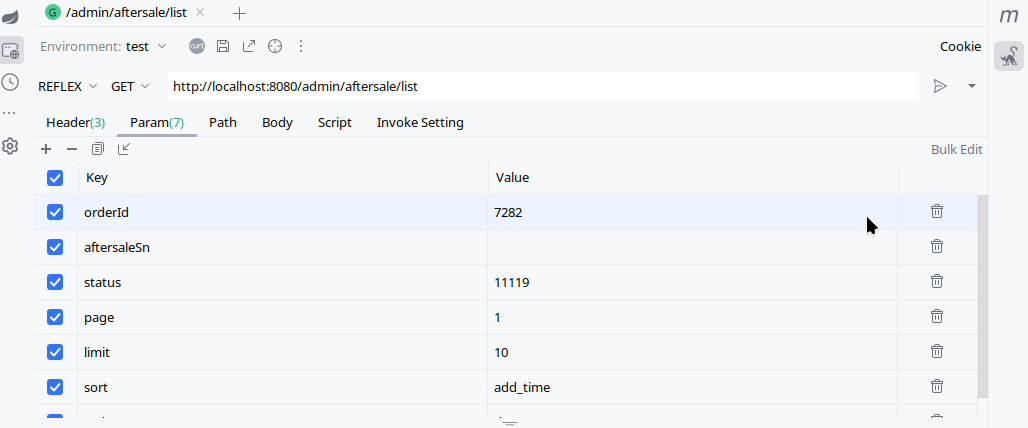 G /admin/aftersale/list
Environment: test
curl
Cookie
m
REFLEX GET http://localhost:8080/admin/aftersale/list
Header(3) Param(7) Path Body Script Invoke Setting
Bulk Edit
Key Value
orderId 7282
aftersaleSn
status 11119
page 1
limit 10
sort add_time